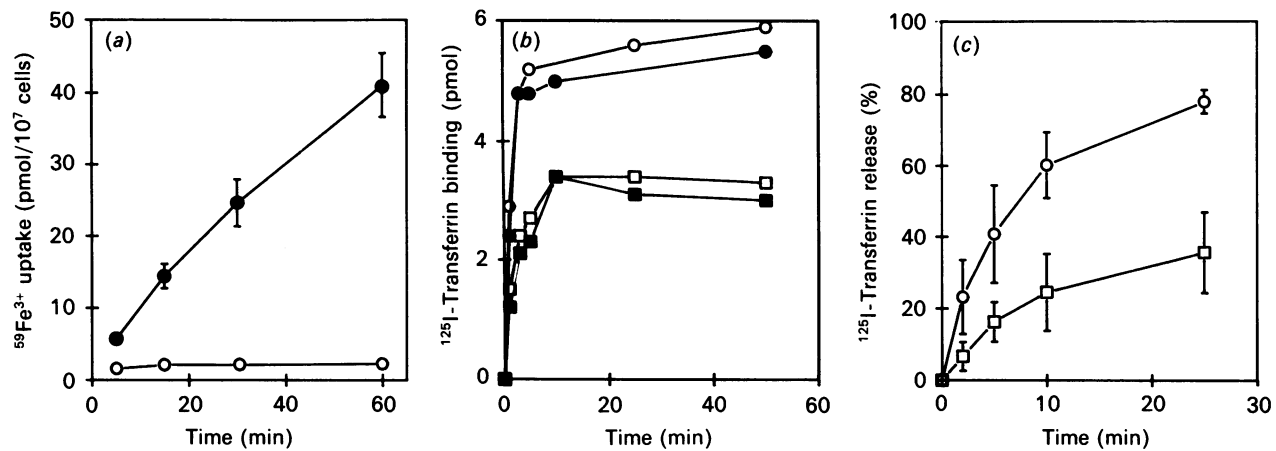 (a)
50
40
30
20
10
0
⁵⁹Fe³⁺ uptake (pmol/10⁷ cells)
0 20 40 60
Time (min)
(b)
6
4
2
0
¹²⁵I-Transferrin binding (pmol)
0 20 40 60
Time (min)
(c)
100
80
60
40
20
0
¹²⁵I-Transferrin release (%)
0 10 20 30
Time (min)